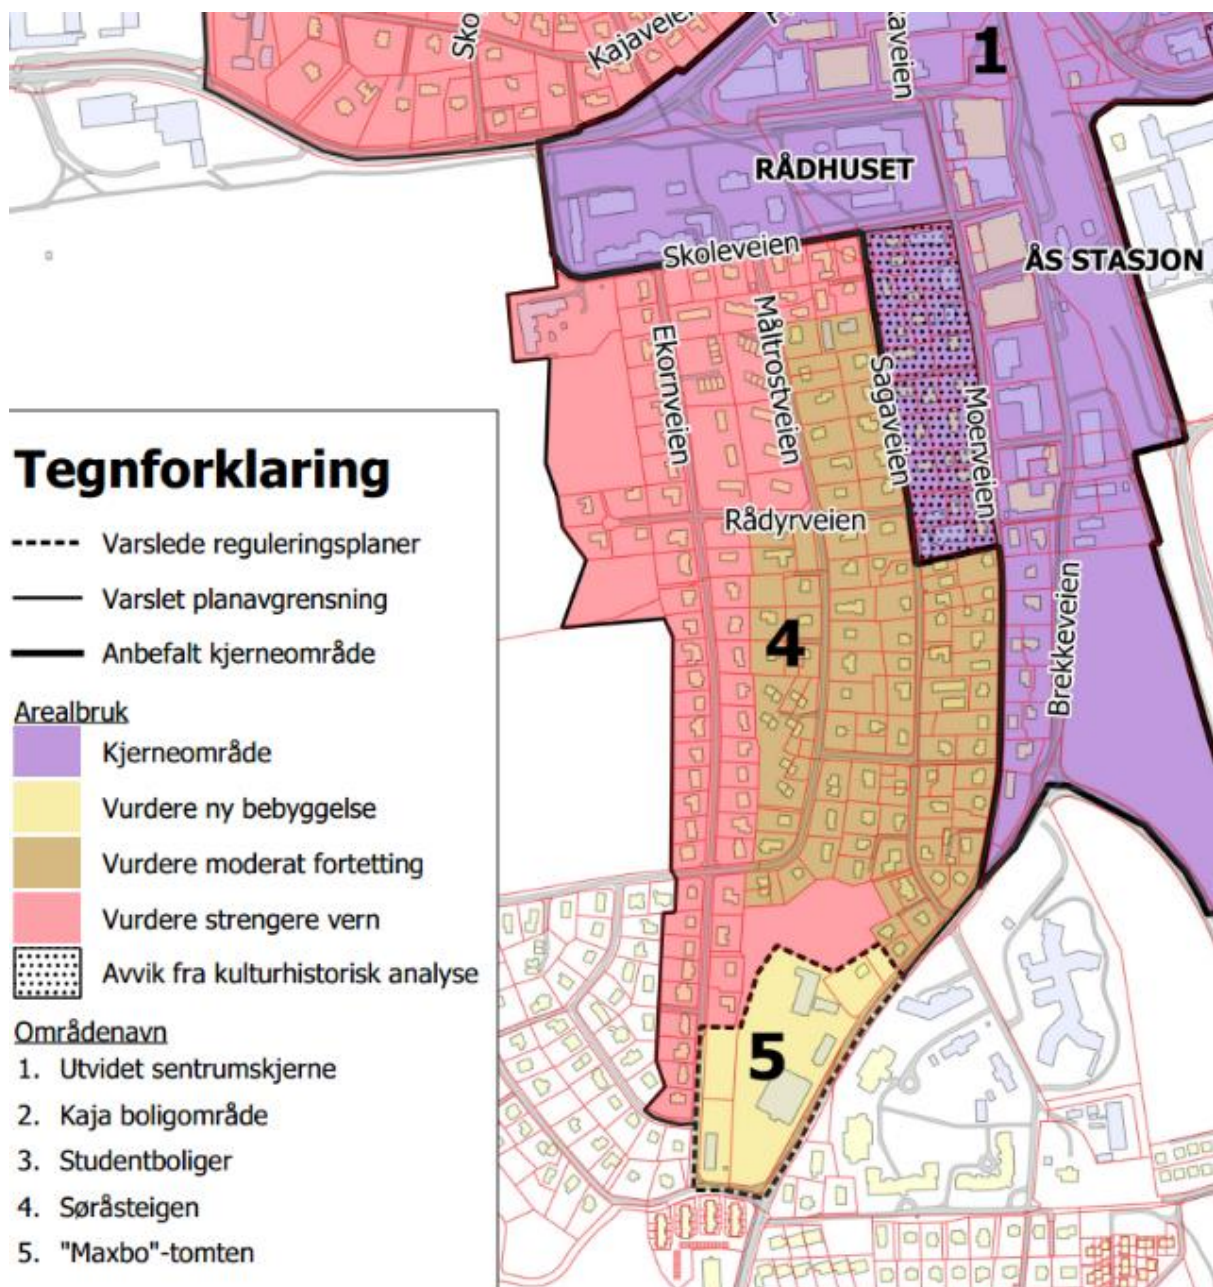 Kajaveien
1
RÅDHUSET
Skoleveien
ÅS STASJON
Ekornveien
Måltrostveien
Sagaveien
Moerveien
Rådyrveien
4
Brekkeveien
5
Tegnforklaring
Varslede reguleringsplaner
Varslet planavgrensning
Anbefalt kjerneområde
Arealbruk
Kjerneområde
Vurdere ny bebyggelse
Vurdere moderat fortetting
Vurdere strengere vern
Avvik fra kulturhistorisk analyse
Områdenavn
1. Utvidet sentrumskjerne
2. Kaja boligområde
3. Studentboliger
4. Søråsteigen
5. "Maxbo"-tomten